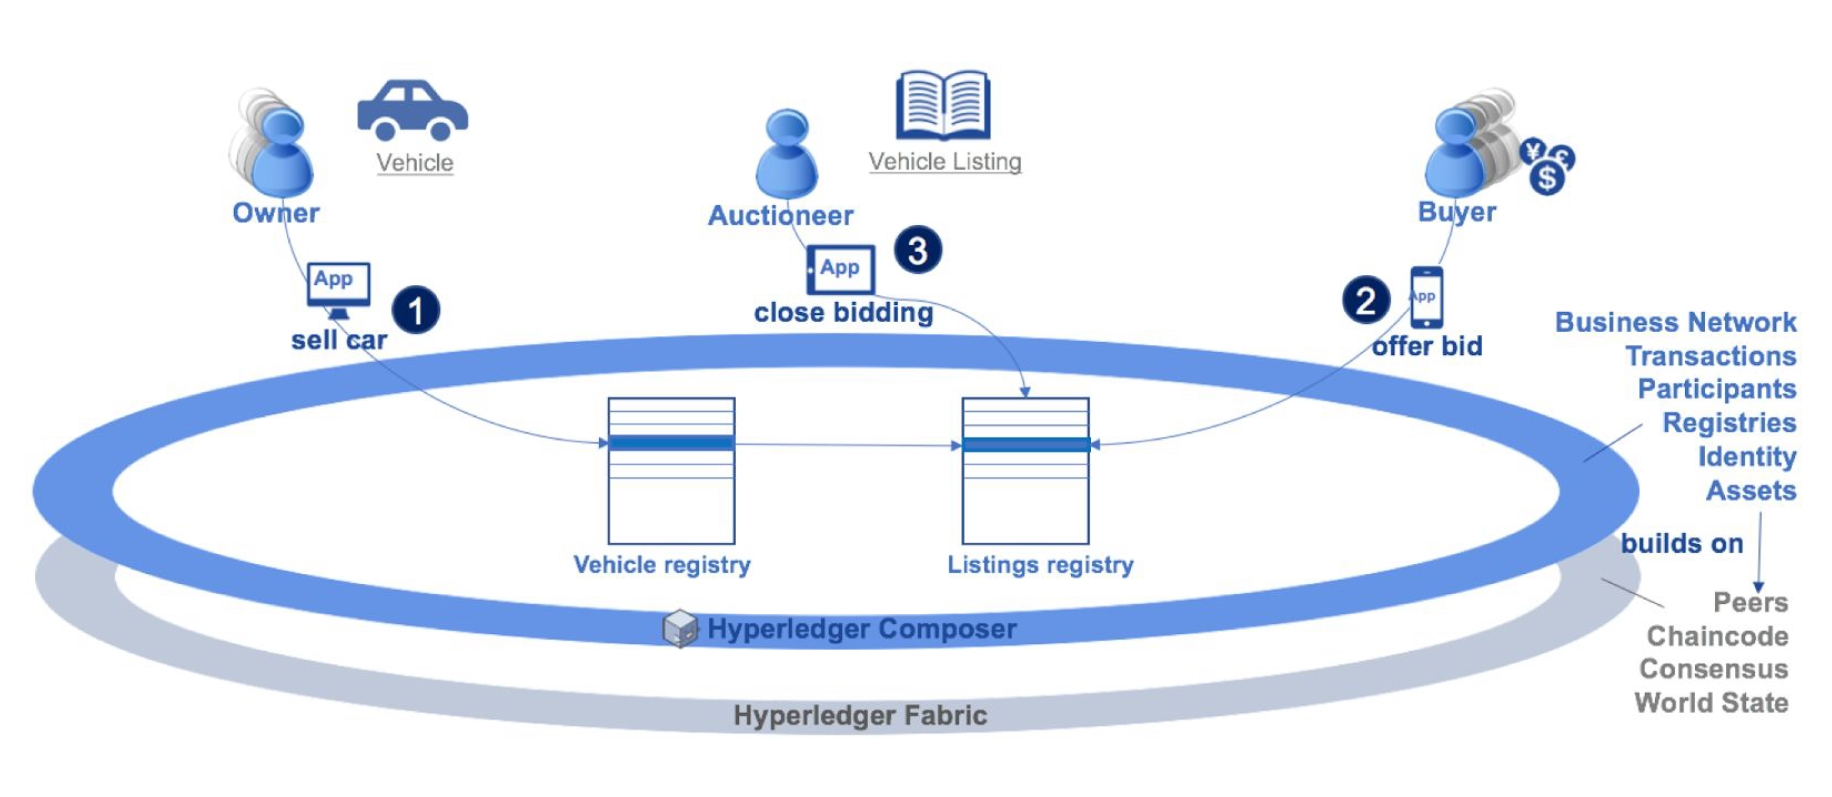 Vehicle
Vehicle Listing
¥ £
$
Owner
Auctioneer
Buyer
App
1
sell car
App
3
close bidding
App
2
offer bid
Business Network
Transactions
Participants
Registries
Identity
Assets
builds on
Peers
Chaincode
Consensus
World State
Vehicle registry
Listings registry
Hyperledger Composer
Hyperledger Fabric